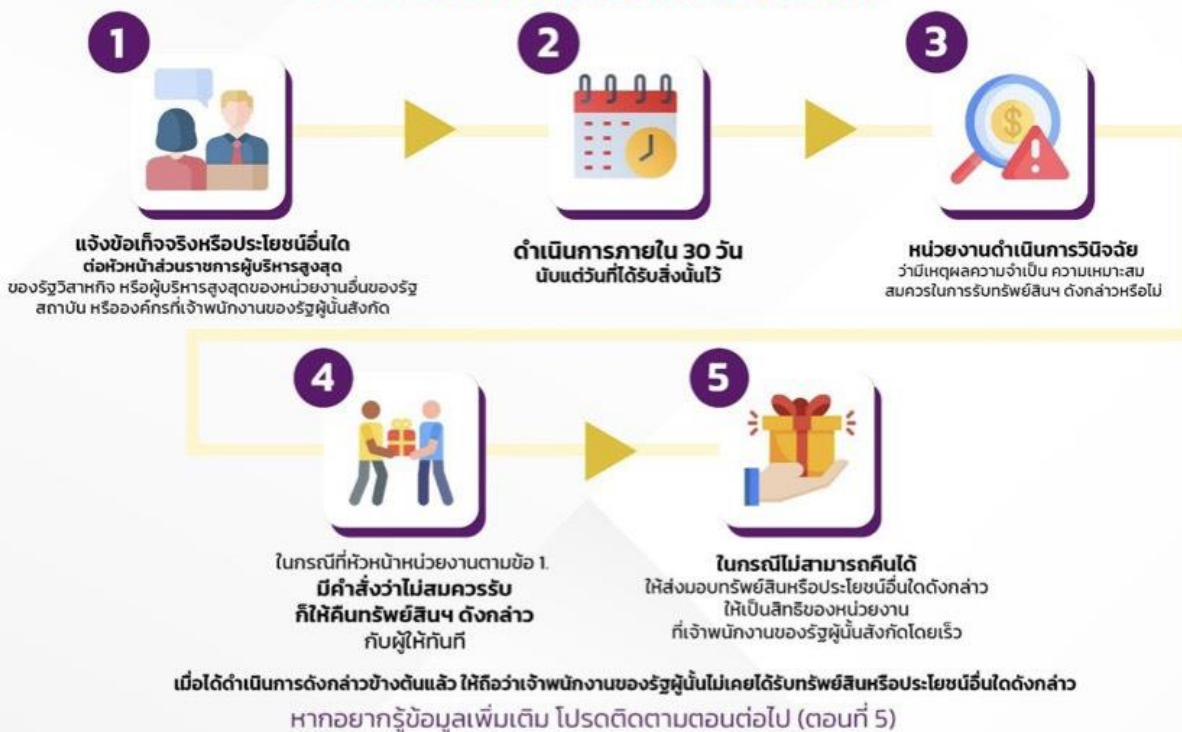 1
2
3
แจ้งข้อเท็จจริงหรือประโยชน์อื่นใด
ต่อหัวหน้าส่วนราชการผู้บริหารสูงสุด
ของรัฐวิสาหกิจ หรือผู้บริหารสูงสุดของหน่วยงานอื่นของรัฐ
สถาบัน หรือองค์กรที่เจ้าพนักงานของรัฐผู้นั้นสังกัด
ดำเนินการภายใน 30 วัน
นับแต่วันที่ได้รับสิ่งนั้นไว้
หน่วยงานดำเนินการวินิจฉัย
ว่ามีเหตุผลความจำเป็น ความเหมาะสม
สมควรในการรับทรัพย์สินฯ ดังกล่าวหรือไม่
4
5
ในกรณีที่หัวหน้าหน่วยงานตามข้อ 1.
มีคำสั่งว่าไม่สมควรรับ
ก็ให้คืนทรัพย์สินฯ ดังกล่าว
กับผู้ให้ทันที
ในกรณีไม่สามารถคืนได้
ให้ส่งมอบทรัพย์สินหรือประโยชน์อื่นใดดังกล่าว
ให้เป็นสิทธิของหน่วยงาน
ที่เจ้าพนักงานของรัฐผู้นั้นสังกัดโดยเร็ว
เมื่อได้ดำเนินการดังกล่าวข้างต้นแล้ว ให้ถือว่าเจ้าพนักงานของรัฐผู้นั้นไม่เคยได้รับทรัพย์สินหรือประโยชน์อื่นใดดังกล่าว
หากอยากรู้ข้อมูลเพิ่มเติม โปรดติดตามตอนต่อไป (ตอนที่ 5)